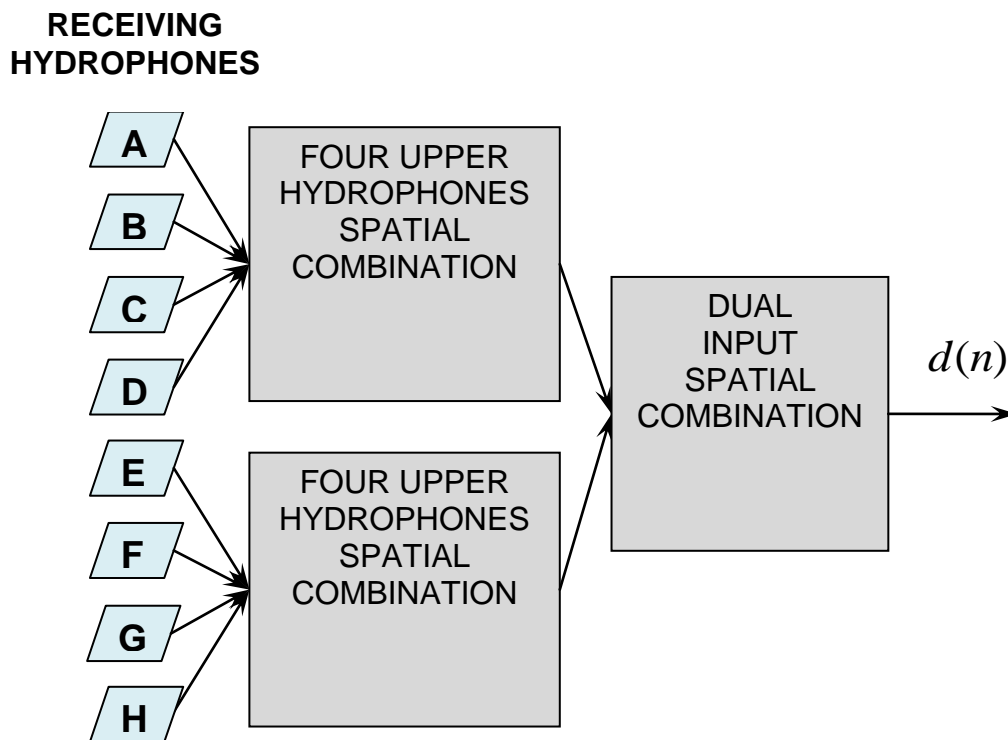 RECEIVING
HYDROPHONES
A
B
C
D
E
F
G
H
FOUR UPPER
HYDROPHONES
SPATIAL
COMBINATION
FOUR UPPER
HYDROPHONES
SPATIAL
COMBINATION
DUAL
INPUT
SPATIAL
COMBINATION
d(n)